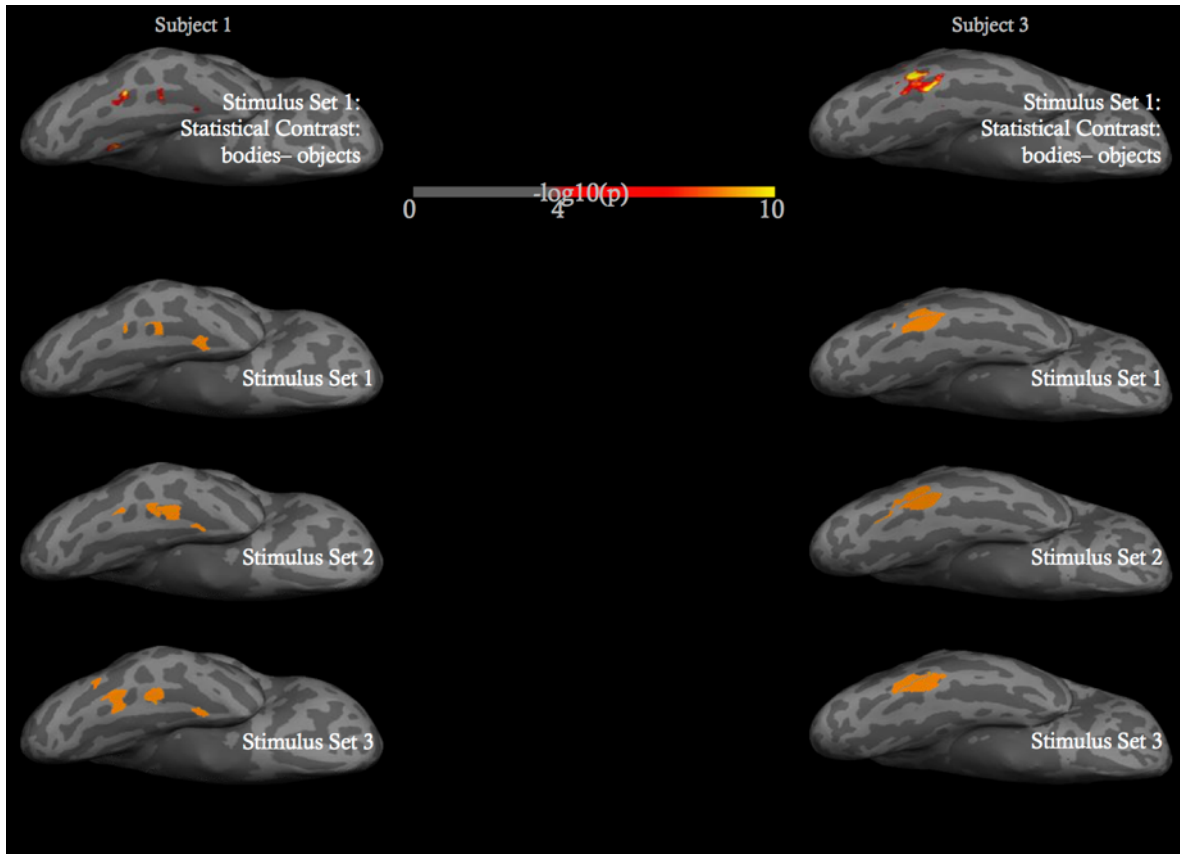 Subject 1
Subject 3
Stimulus Set 1:
Statistical Contrast:
bodies– objects
Stimulus Set 1:
Statistical Contrast:
bodies– objects
-log10(p)
0
4
10
Stimulus Set 1
Stimulus Set 1
Stimulus Set 2
Stimulus Set 2
Stimulus Set 3
Stimulus Set 3